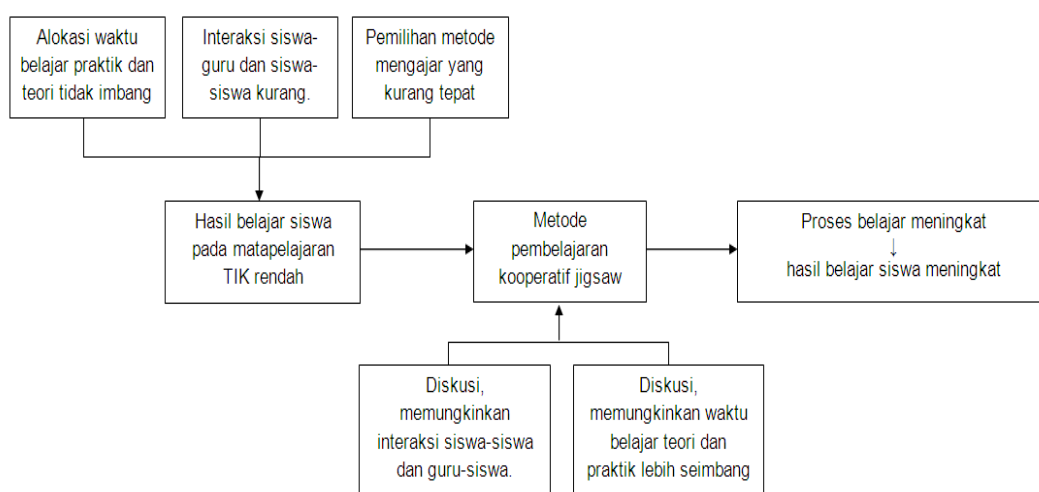 Alokasi waktu
belajar praktik dan
teori tidak imbang
Interaksi siswa-
guru dan siswa-
siswa kurang.
Pemilihan metode
mengajar yang
kurang tepat
Hasil belajar siswa
pada matapelajaran
TIK rendah
Metode
pembelajaran
kooperatif jigsaw
Proses belajar meningkat
↓
hasil belajar siswa meningkat
Diskusi,
memungkinkan
interaksi siswa-siswa
dan guru-siswa.
Diskusi,
memungkinkan waktu
belajar teori dan
praktik lebih seimbang